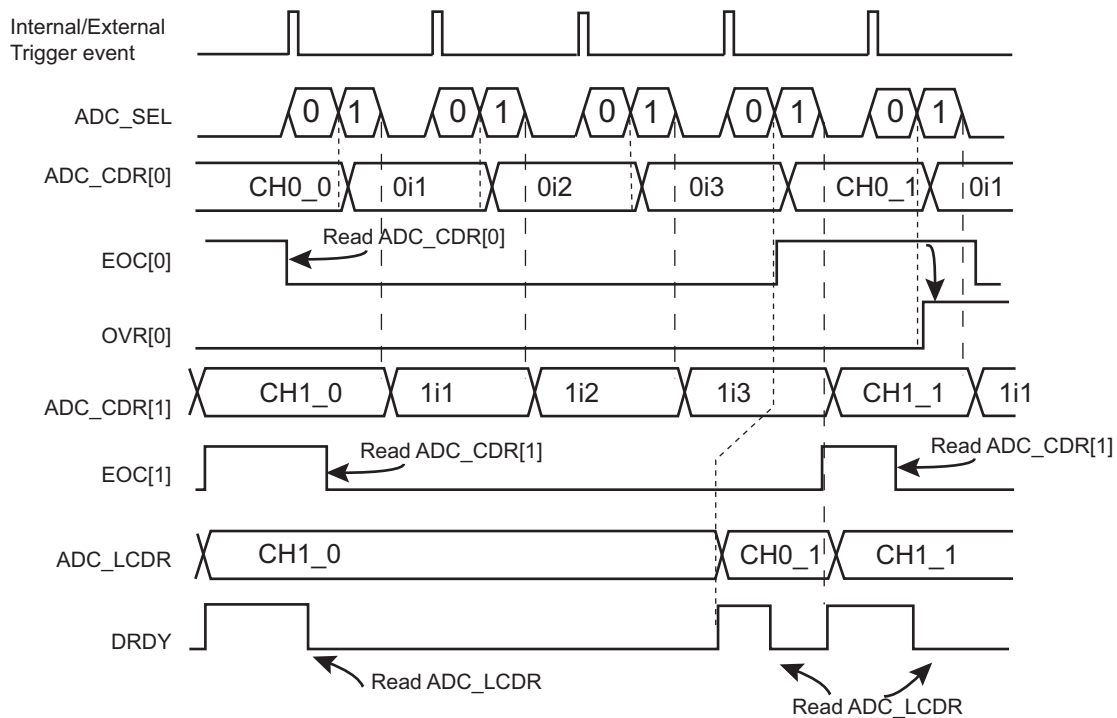 Internal/External
Trigger event
ADC_SEL
0 1 0 1 0 1 0 1 0 1
ADC_CDR[0]
CH0_0 0i1 0i2 0i3 CH0_1 0i1
Read ADC_CDR[0]
EOC[0]
OVR[0]
ADC_CDR[1]
CH1_0 1i1 1i2 1i3 CH1_1 1i1
Read ADC_CDR[1]
Read ADC_CDR[1]
EOC[1]
ADC_LCDR
CH1_0 CH0_1 CH1_1
DRDY
Read ADC_LCDR
Read ADC_LCDR